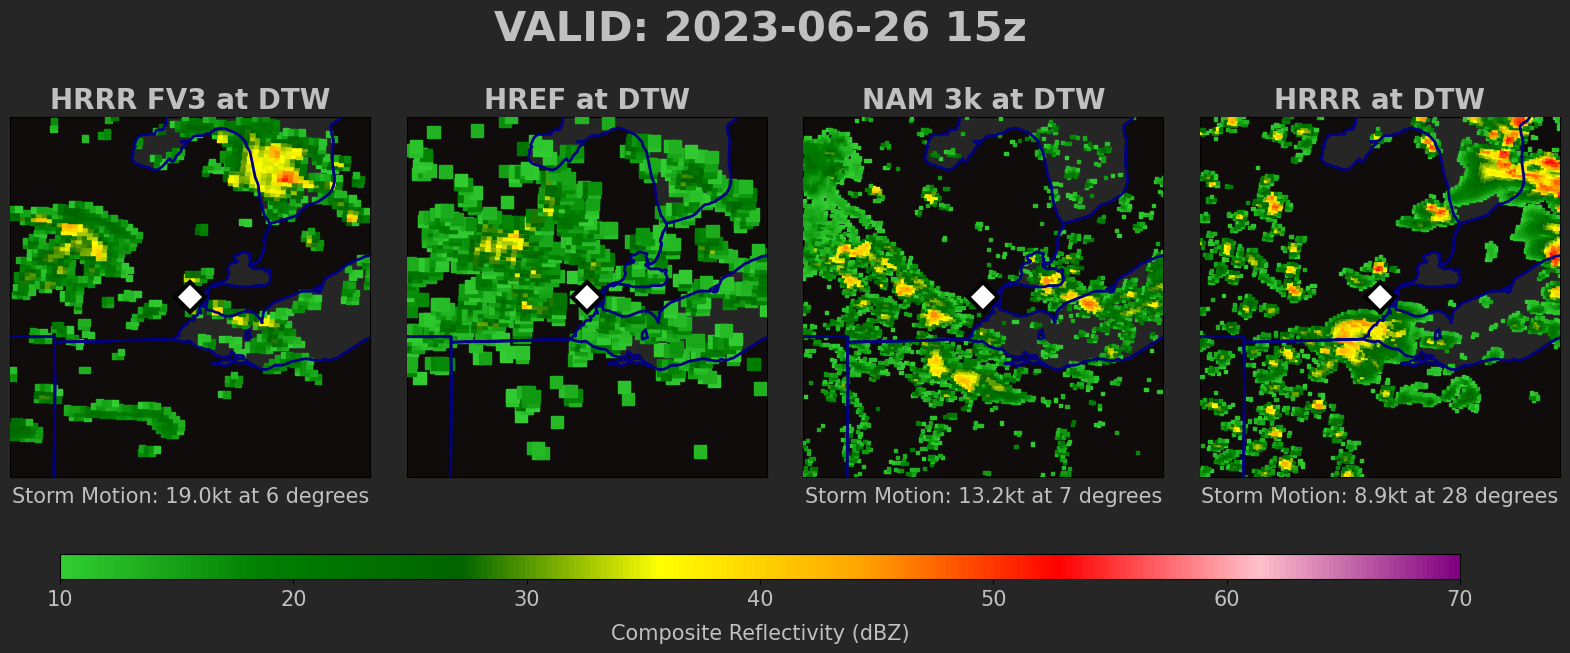 VALID: 2023-06-26 15z
HRRR FV3 at DTW
HREF at DTW
NAM 3k at DTW
HRRR at DTW
Storm Motion: 19.0kt at 6 degrees
Storm Motion: 13.2kt at 7 degrees
Storm Motion: 8.9kt at 28 degrees
10 20 30 40 50 60 70
Composite Reflectivity (dBZ)